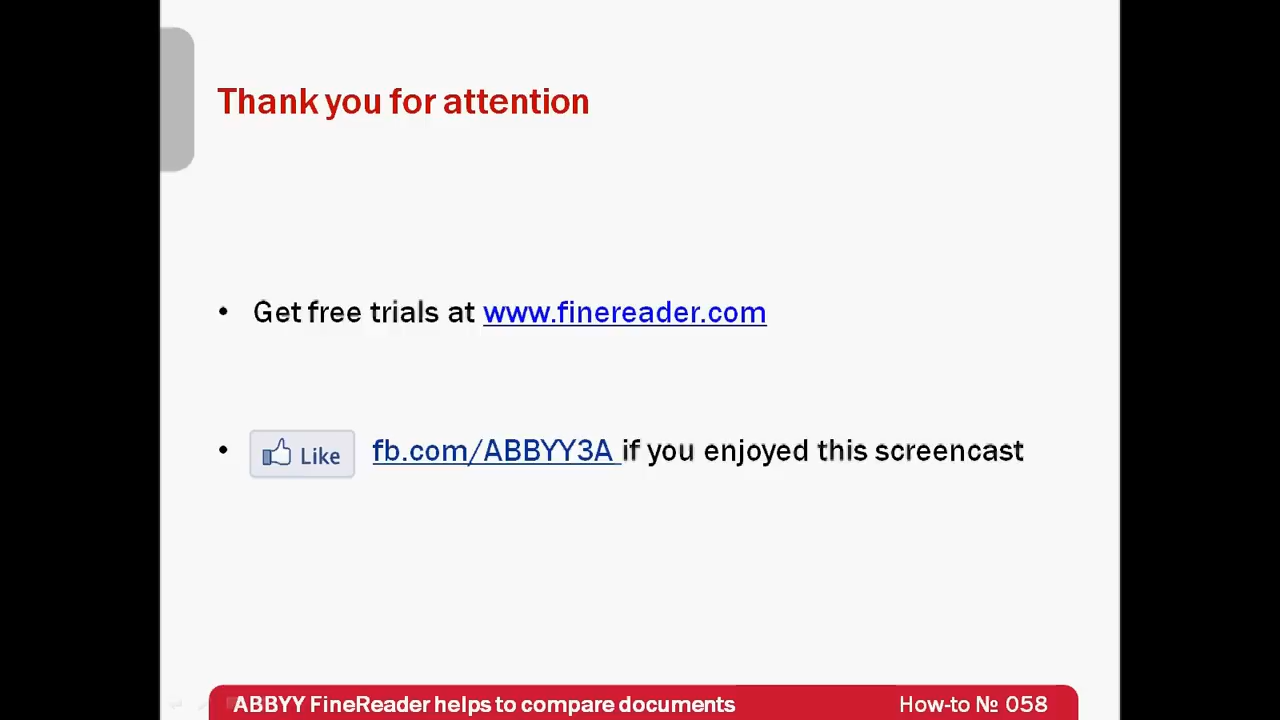 Thank you for attention
• Get free trials at www.finereader.com
• Like fb.com/ABBYY3A if you enjoyed this screencast
ABBYY FineReader helps to compare documents How-to № 058